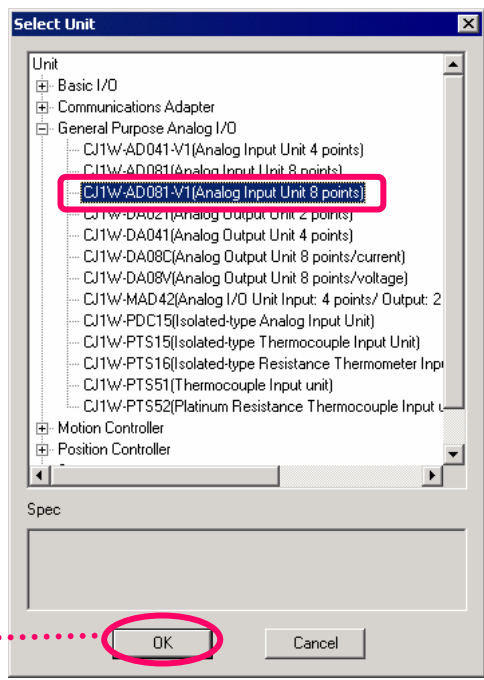 Select Unit
Unit
Basic I/O
Communications Adapter
General Purpose Analog I/O
CJ1W-AD041-V1(Analog Input Unit 4 points)
CJ1W-AD081(Analog Input Unit 8 points)
CJ1W-AD081-V1(Analog Input Unit 8 points)
CJ1W-DA021(Analog Output Unit 2 points)
CJ1W-DA041(Analog Output Unit 4 points)
CJ1W-DA08C(Analog Output Unit 8 points/current)
CJ1W-DA08V(Analog Output Unit 8 points/voltage)
CJ1W-MAD42(Analog I/O Unit Input: 4 points/ Output: 2
CJ1W-PDC15(Isolated-type Analog Input Unit)
CJ1W-PTS15(Isolated-type Thermocouple Input Unit)
CJ1W-PTS16(Isolated-type Resistance Thermometer Inpu
CJ1W-PTS51(Thermocouple Input unit)
CJ1W-PTS52(Platinum Resistance Thermocouple Input u
Motion Controller
Position Controller
Spec
OK
Cancel